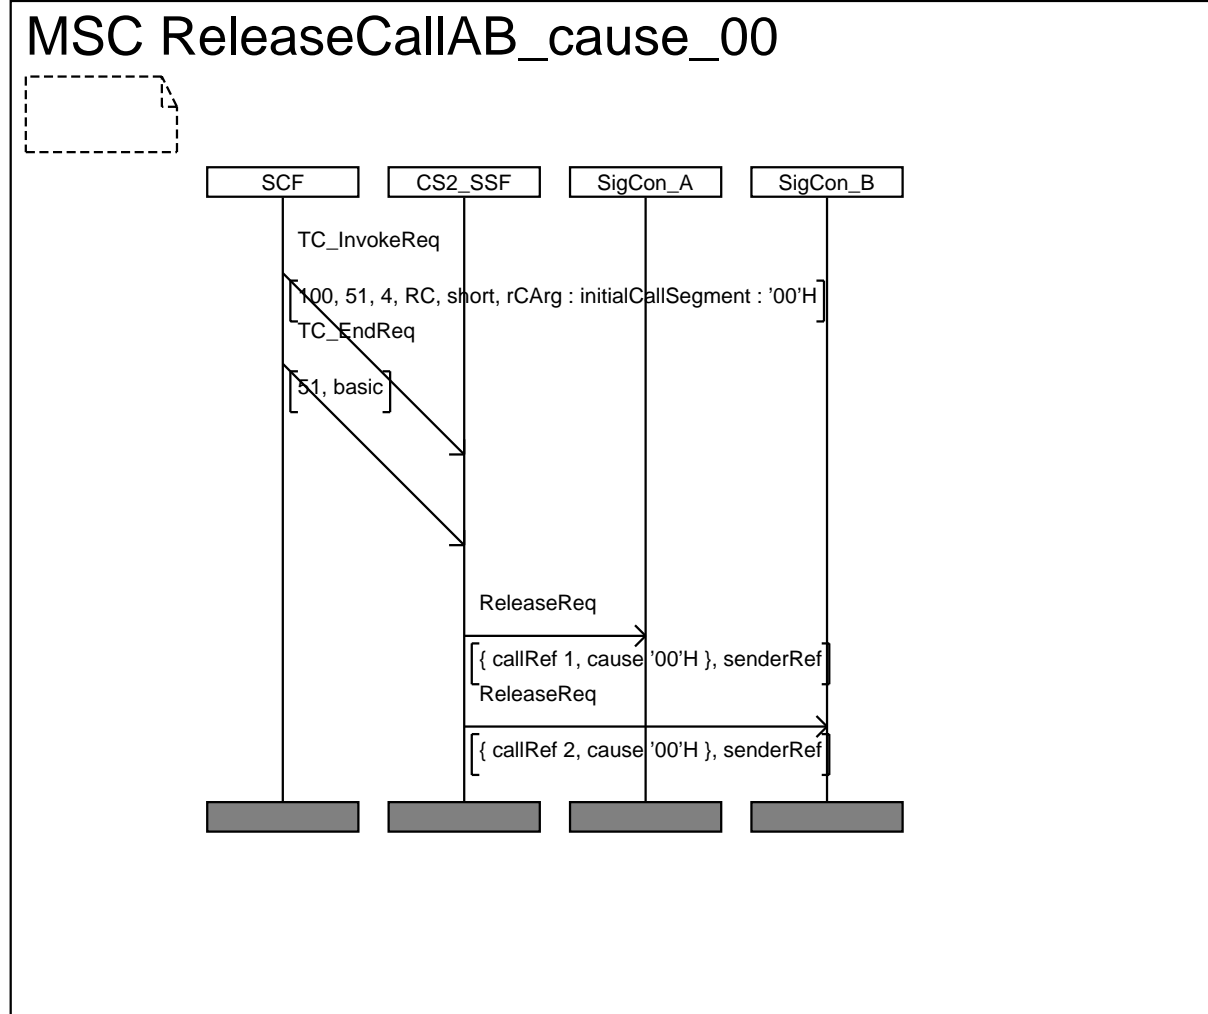 MSC ReleaseCallAB_cause_00
SCF
CS2_SSF
SigCon_A
SigCon_B
TC_InvokeReq
100, 51, 4, RC, short, rCArg : initialCallSegment : '00'H
TC_EndReq
51, basic
ReleaseReq
{ callRef 1, cause '00'H }, senderRef
ReleaseReq
{ callRef 2, cause '00'H }, senderRef